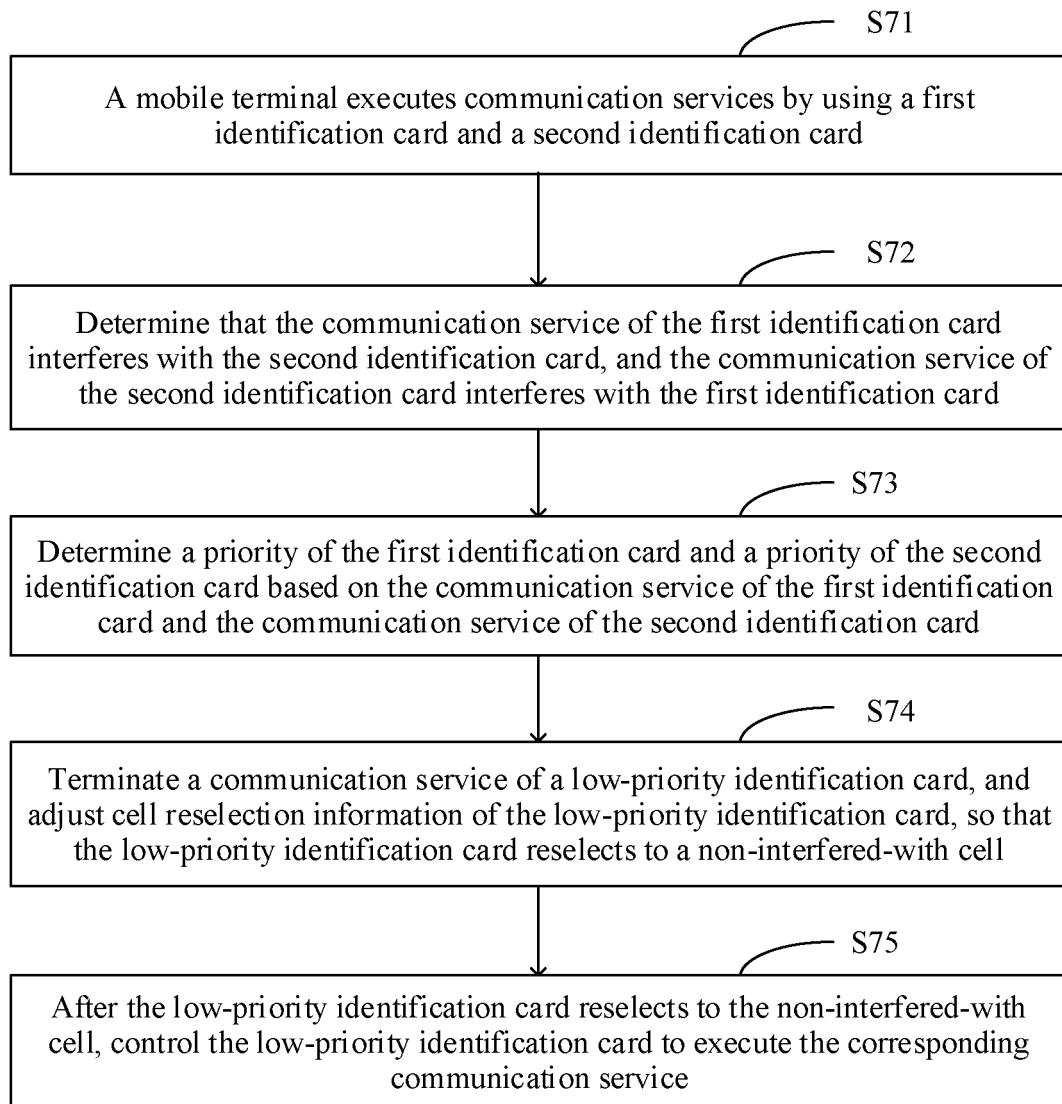 S71
A mobile terminal executes communication services by using a first
identification card and a second identification card
S72
Determine that the communication service of the first identification card
interferes with the second identification card, and the communication service of
the second identification card interferes with the first identification card
S73
Determine a priority of the first identification card and a priority of the second
identification card based on the communication service of the first identification
card and the communication service of the second identification card
S74
Terminate a communication service of a low-priority identification card, and
adjust cell reselection information of the low-priority identification card, so that
the low-priority identification card reselects to a non-interfered-with cell
S75
After the low-priority identification card reselects to the non-interfered-with
cell, control the low-priority identification card to execute the corresponding
communication service